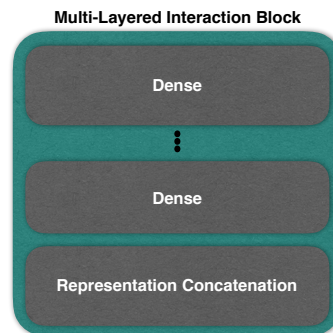 Multi-Layered Interaction Block
Dense
Dense
Representation Concatenation